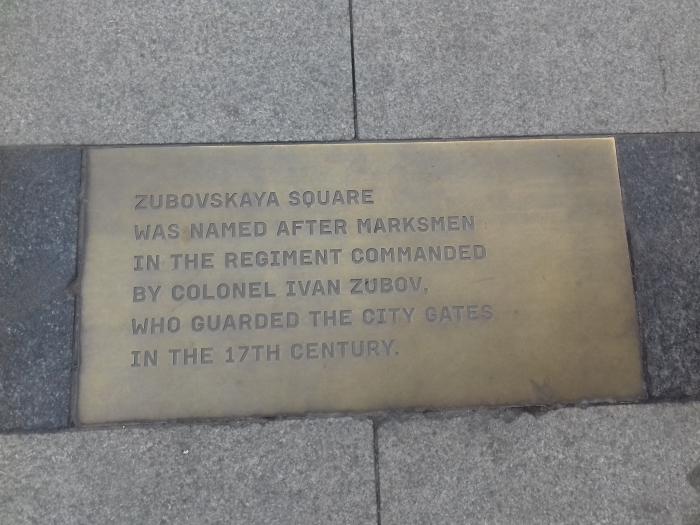 ZUBOVSKAYA SQUARE
WAS NAMED AFTER MARKSMEN
IN THE REGIMENT COMMANDED
BY COLONEL IVAN ZUBOV,
WHO GUARDED THE CITY GATES
IN THE 17TH CENTURY.